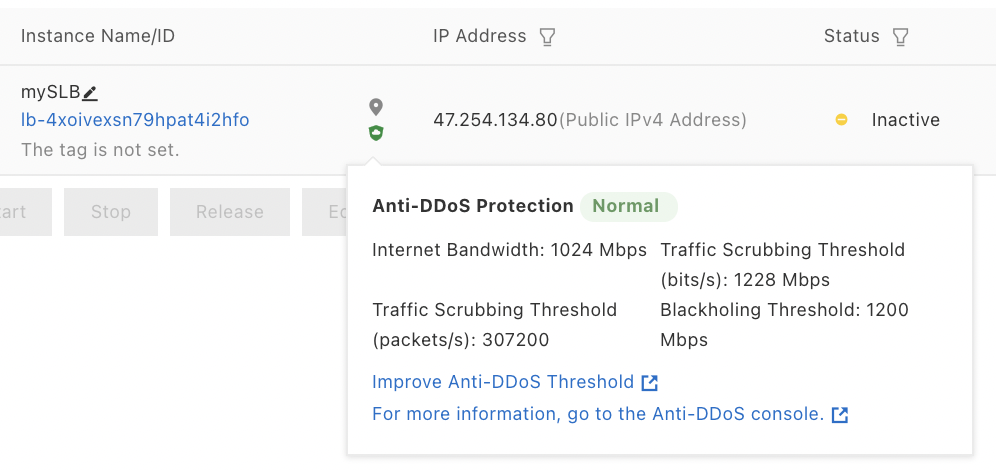 Instance Name/ID IP Address Status
mySLB
lb-4xoivexsn79hpat4i2hfo 47.254.134.80(Public IPv4 Address) Inactive
The tag is not set.
Stop Release
Anti-DDoS Protection Normal
Internet Bandwidth: 1024 Mbps Traffic Scrubbing Threshold
(bits/s): 1228 Mbps
Traffic Scrubbing Threshold Blackholing Threshold: 1200
(packets/s): 307200 Mbps
Improve Anti-DDoS Threshold
For more information, go to the Anti-DDoS console.